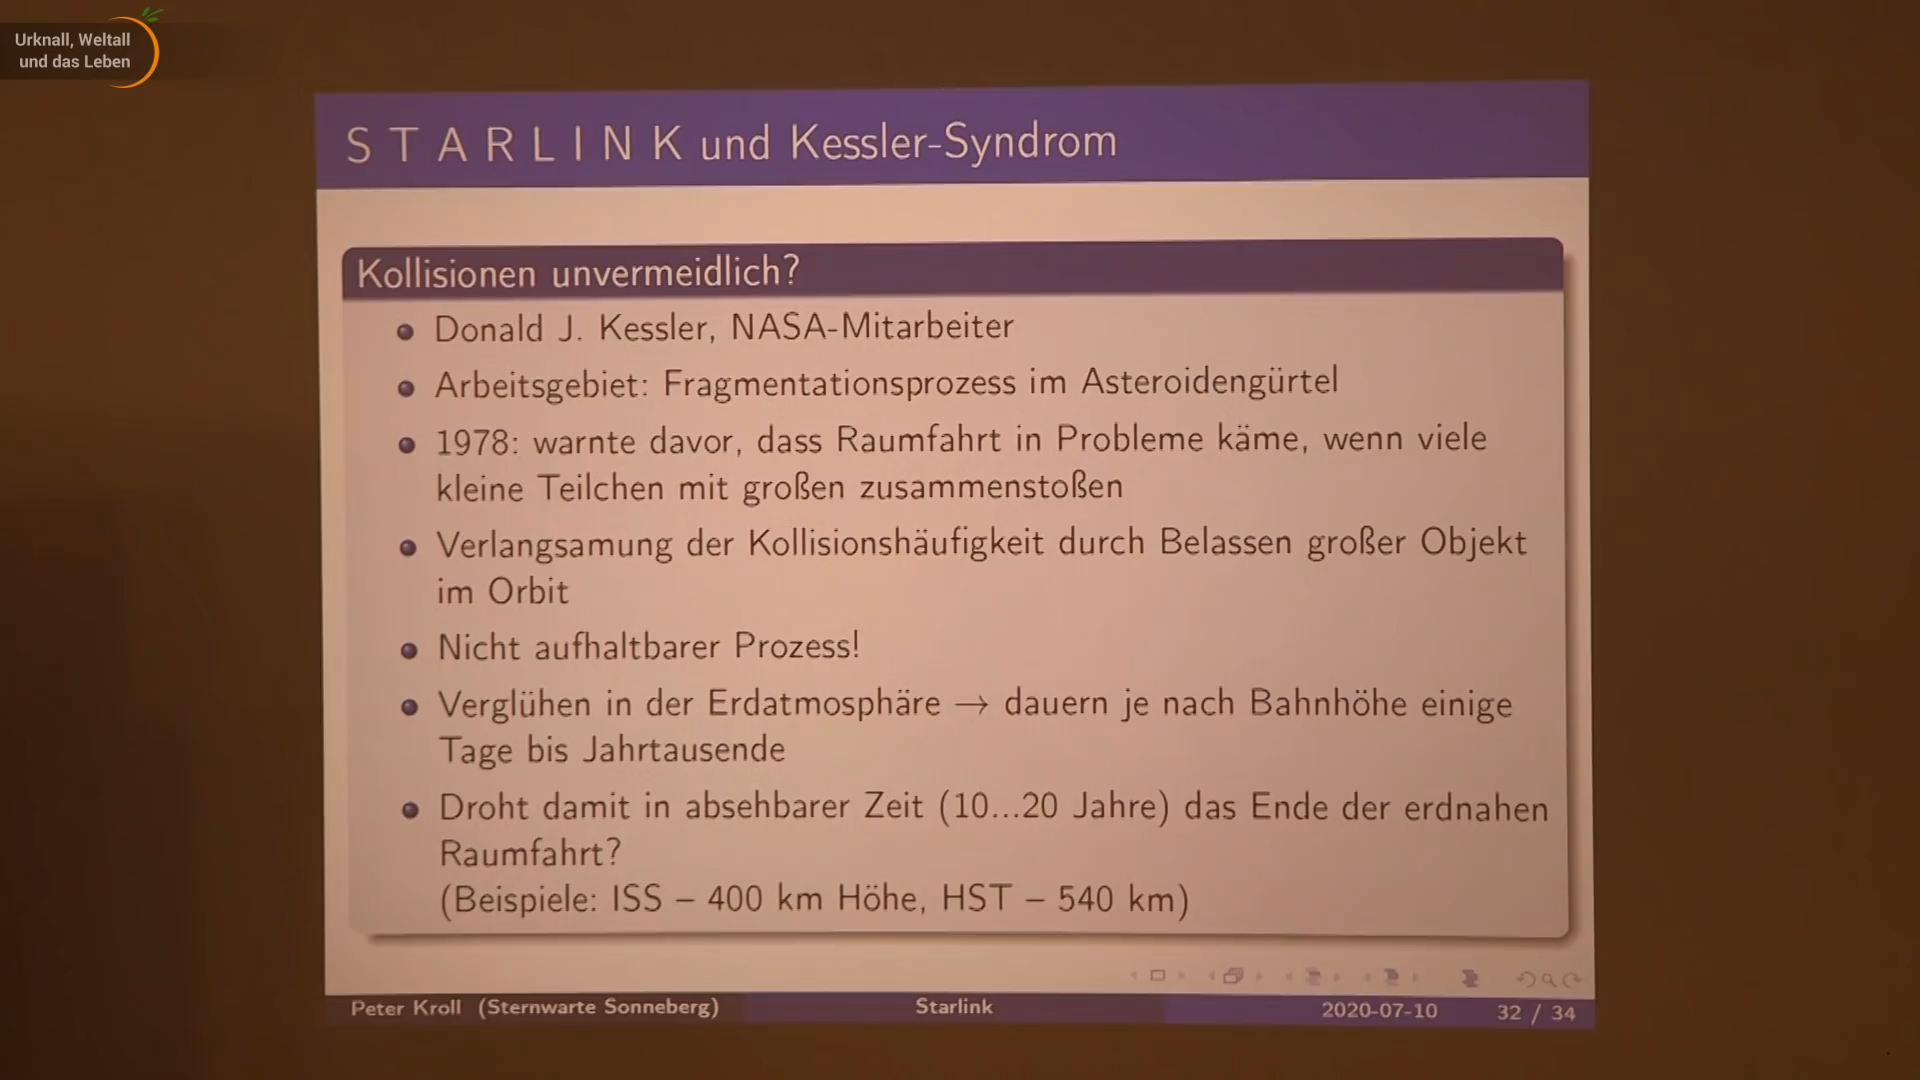 Urknall, Weltall
und das Leben
S T A R L I N K und Kessler-Syndrom
Kollisionen unvermeidlich?
Donald J. Kessler, NASA-Mitarbeiter
Arbeitsgebiet: Fragmentationsprozess im Asteroidengürtel
1978: warnte davor, dass Raumfahrt in Probleme käme, wenn viele
kleine Teilchen mit großen zusammenstoßen
Verlangsamung der Kollisionshäufigkeit durch Belassen großer Objekt
im Orbit
Nicht aufhaltbarer Prozess!
Verglühen in der Erdatmosphäre → dauern je nach Bahnhöhe einige
Tage bis Jahrtausende
Droht damit in absehbarer Zeit (10...20 Jahre) das Ende der erdnahen
Raumfahrt?
(Beispiele: ISS – 400 km Höhe, HST – 540 km)
Peter Kroll (Sternwarte Sonneberg) Starlink 2020-07-10 32 / 34